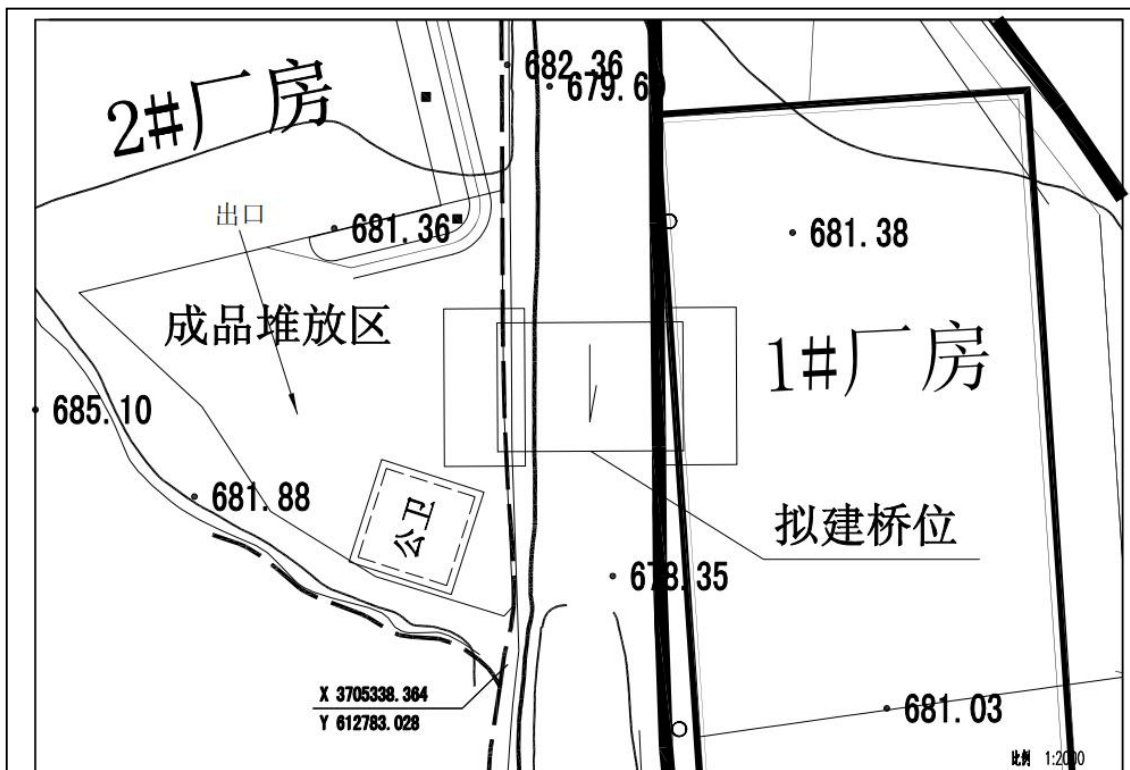 682.36
679.60
2#厂房
出口
681.36
681.38
成品堆放区
1#厂房
685.10
681.88
公卫
拟建桥位
678.35
X 3705338.364
Y 612783.028
681.03
比例 1:2000